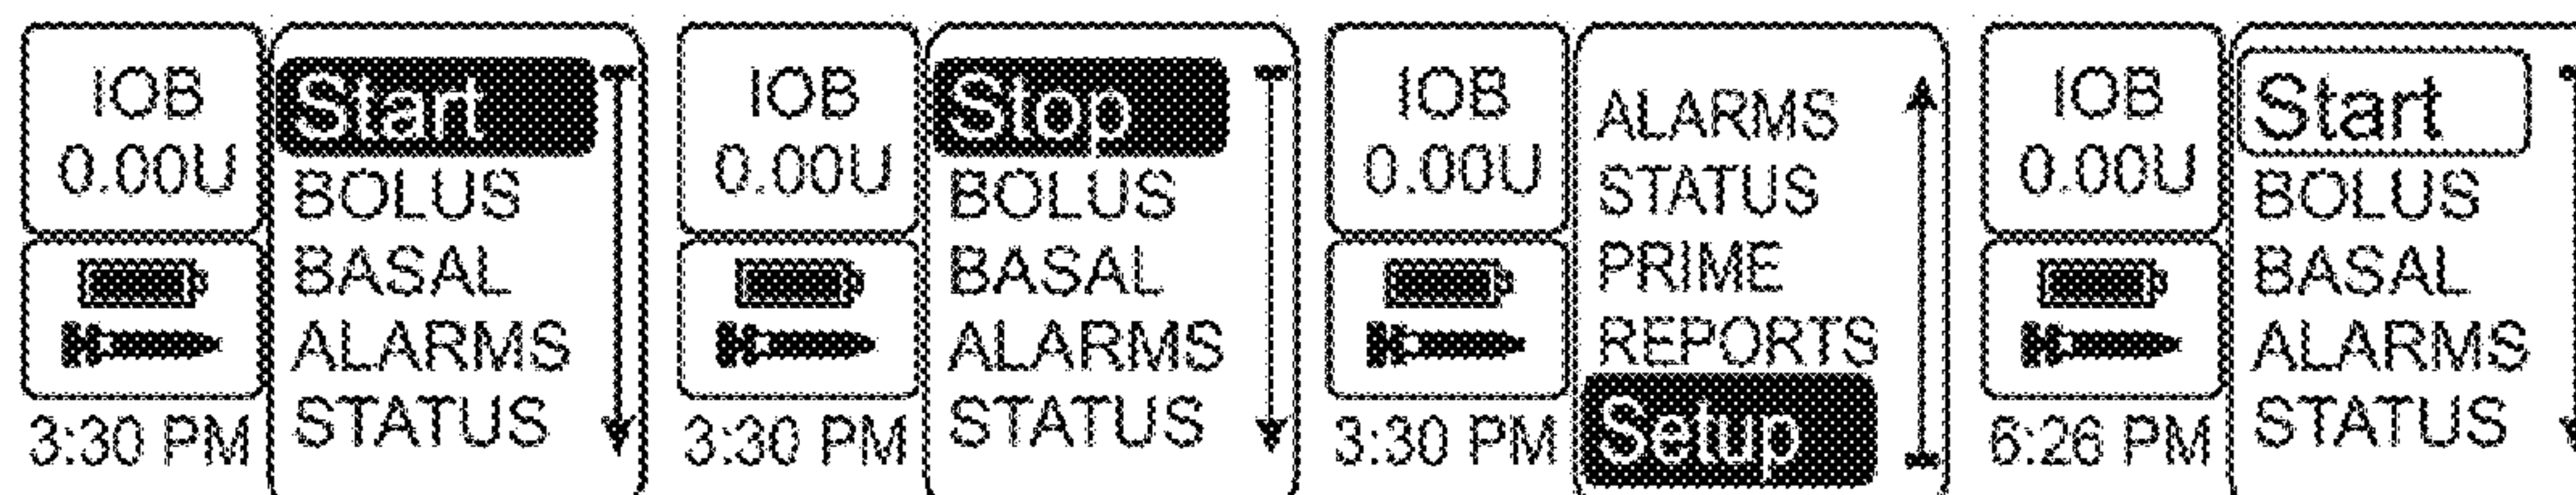 IOB
0.00U
3:30 PM
Start
BOLUS
BASAL
ALARMS
STATUS
IOB
0.00U
3:30 PM
Stop
BOLUS
BASAL
ALARMS
STATUS
IOB
0.00U
3:30 PM
ALARMS
STATUS
PRIME
REPORTS
Setup
IOB
0.00U
6:26 PM
Start
BOLUS
BASAL
ALARMS
STATUS